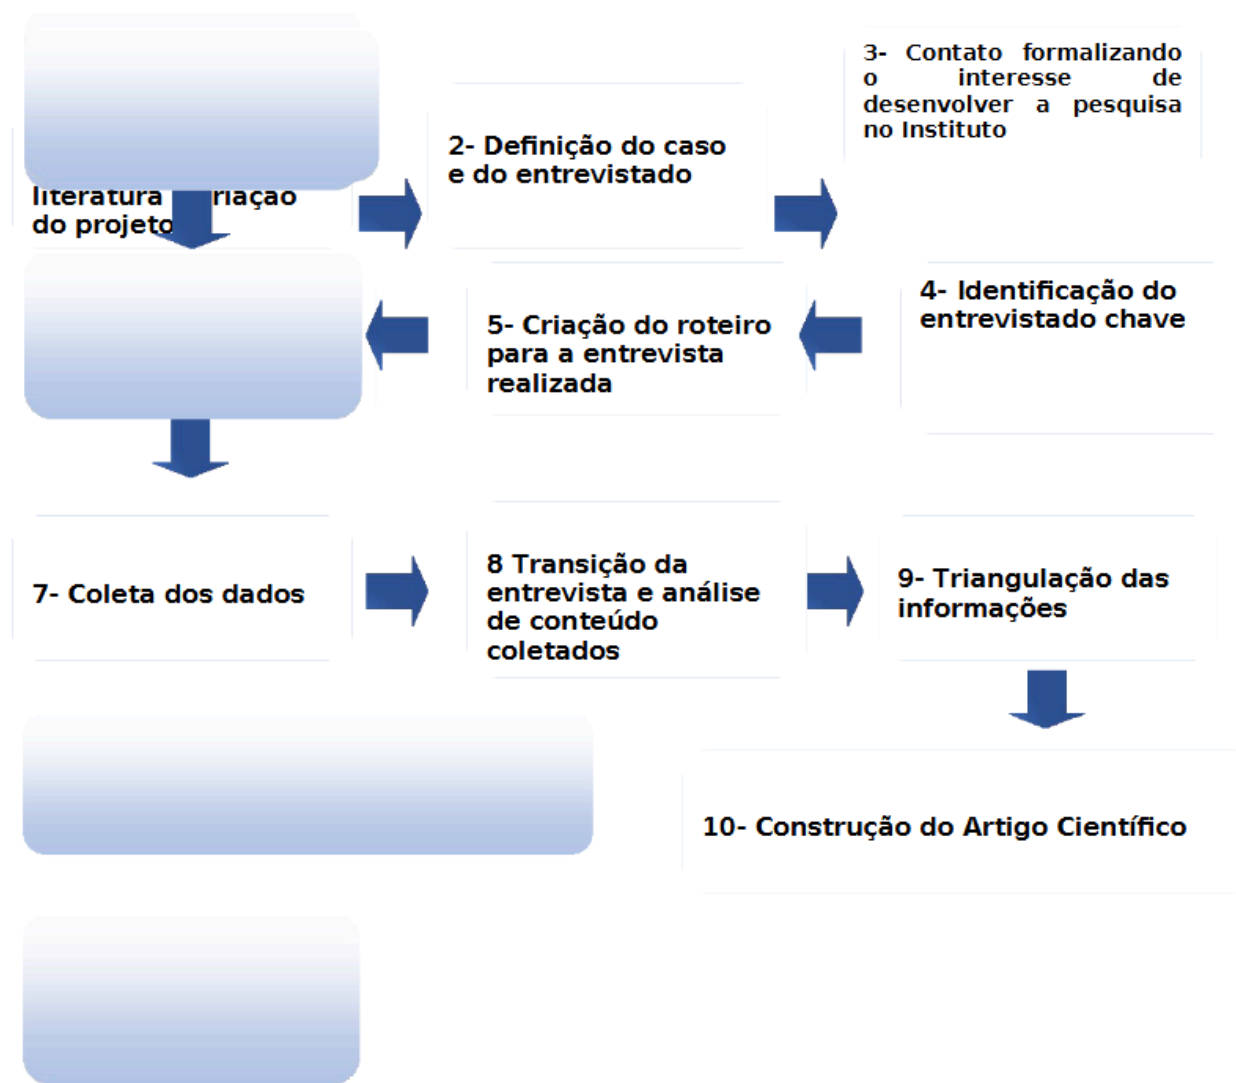 literatura
do projeto
2- Definição do caso
e do entrevistado
3- Contato formalizando
o interesse de
desenvolver a pesquisa
no Instituto
4- Identificação do
entrevistado chave
5- Criação do roteiro
para a entrevista
realizada
7- Coleta dos dados
8 Transição da
entrevista e análise
de conteúdo
coletados
9- Triangulação das
informações
10- Construção do Artigo Científico